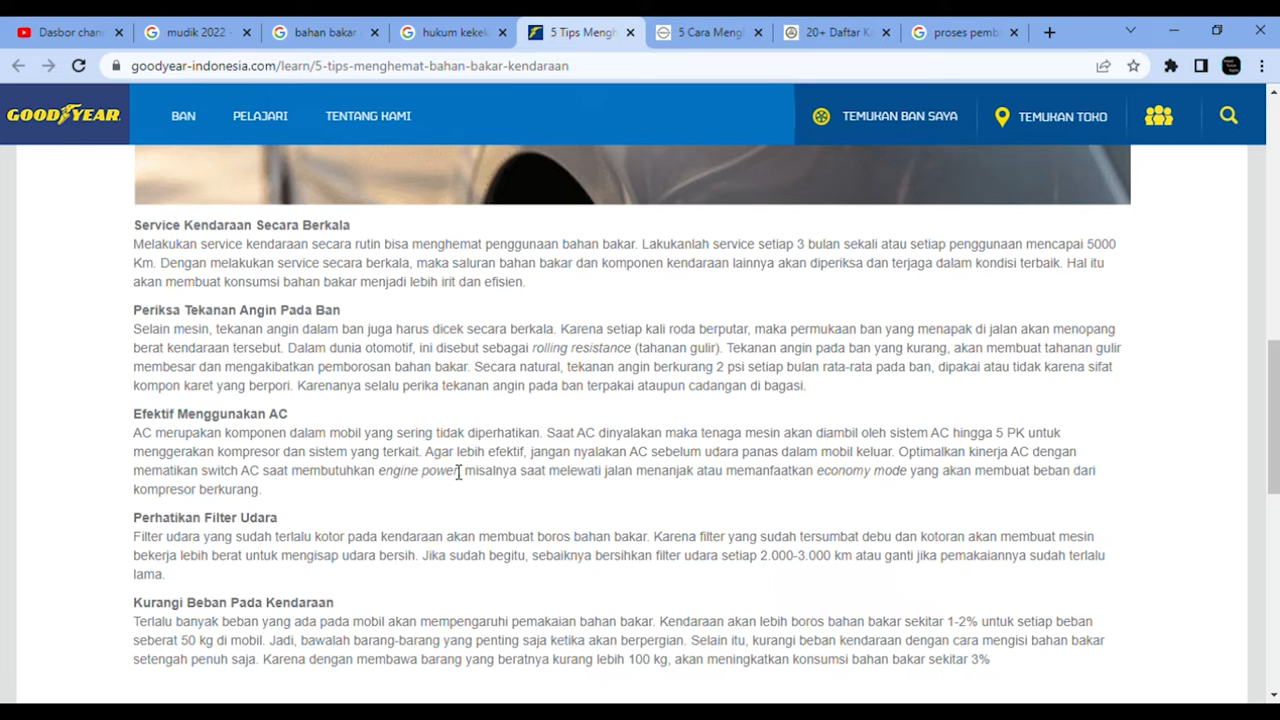 Dasbor chan
mudik 2022 -
bahan bakar
hukum kekek
5 Tips Mengh
5 Cara Mengl
20+ Daftar Ka
proses pemb
goodyear-indonesia.com/learn/5-tips-menghemat-bahan-bakar-kendaraan
GOODYEAR
BAN
PELAJARI
TENTANG KAMI
TEMUKAN BAN SAYA
TEMUKAN TOKO
Service Kendaraan Secara Berkala
Melakukan service kendaraan secara rutin bisa menghemat penggunaan bahan bakar. Lakukanlah service setiap 3 bulan sekali atau setiap penggunaan mencapai 5000
Km. Dengan melakukan service secara berkala, maka saluran bahan bakar dan komponen kendaraan lainnya akan diperiksa dan terjaga dalam kondisi terbaik. Hal itu
akan membuat konsumsi bahan bakar menjadi lebih irit dan efisien.
Periksa Tekanan Angin Pada Ban
Selain mesin, tekanan angin dalam ban juga harus dicek secara berkala. Karena setiap kali roda berputar, maka permukaan ban yang menapak di jalan akan menopang
berat kendaraan tersebut. Dalam dunia otomotif, ini disebut sebagai rolling resistance (tahanan gulir). Tekanan angin pada ban yang kurang, akan membuat tahanan gulir
membesar dan mengakibatkan pemborosan bahan bakar. Secara natural, tekanan angin berkurang 2 psi setiap bulan rata-rata pada ban, dipakai atau tidak karena sifat
kompon karet yang berpori. Karenanya selalu perika tekanan angin pada ban terpakai ataupun cadangan di bagasi.
Efektif Menggunakan AC
AC merupakan komponen dalam mobil yang sering tidak diperhatikan. Saat AC dinyalakan maka tenaga mesin akan diambil oleh sistem AC hingga 5 PK untuk
menggerakan kompresor dan sistem yang terkait. Agar lebih efektif, jangan nyalakan AC sebelum udara panas dalam mobil keluar. Optimalkan kinerja AC dengan
mematikan switch AC saat membutuhkan engine power misalnya saat melewati jalan menanjak atau memanfaatkan economy mode yang akan membuat beban dari
kompresor berkurang.
Perhatikan Filter Udara
Filter udara yang sudah terlalu kotor pada kendaraan akan membuat boros bahan bakar. Karena filter yang sudah tersumbat debu dan kotoran akan membuat mesin
bekerja lebih berat untuk mengisap udara bersih. Jika sudah begitu, sebaiknya bersihkan filter udara setiap 2.000-3.000 km atau ganti jika pemakaiannya sudah terlalu
lama.
Kurangi Beban Pada Kendaraan
Terlalu banyak beban yang ada pada mobil akan mempengaruhi pemakaian bahan bakar. Kendaraan akan lebih boros bahan bakar sekitar 1-2% untuk setiap beban
seberat 50 kg di mobil. Jadi, bawalah barang-barang yang penting saja ketika akan berpergian. Selain itu, kurangi beban kendaraan dengan cara mengisi bahan bakar
setengah penuh saja. Karena dengan membawa barang yang beratnya kurang lebih 100 kg, akan meningkatkan konsumsi bahan bakar sekitar 3%